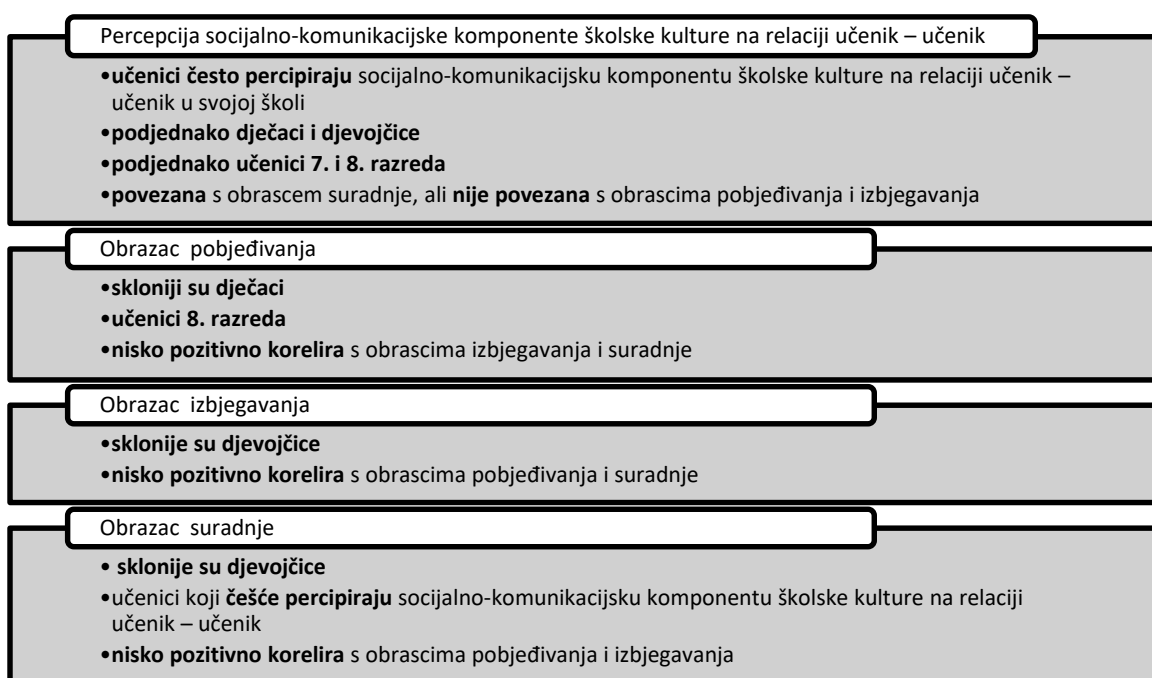 Percepcija socijalno-komunikacijske komponente školske kulture na relaciji učenik – učenik
•učenici često percipiraju socijalno-komunikacijsku komponentu školske kulture na relaciji učenik –
učenik u svojoj školi
•podjednako dječaci i djevojčice
•podjednako učenici 7. i 8. razreda
•povezana s obrascem suradnje, ali nije povezana s obrascima pobjeđivanja i izbjegavanja
Obrazac pobjeđivanja
•skloniji su dječaci
•učenici 8. razreda
•nisko pozitivno korelira s obrascima izbjegavanja i suradnje
Obrazac izbjegavanja
•sklonije su djevojčice
•nisko pozitivno korelira s obrascima pobjeđivanja i suradnje
Obrazac suradnje
• sklonije su djevojčice
•učenici koji češće percipiraju socijalno-komunikacijsku komponentu školske kulture na relaciji
učenik – učenik
•nisko pozitivno korelira s obrascima pobjeđivanja i izbjegavanja